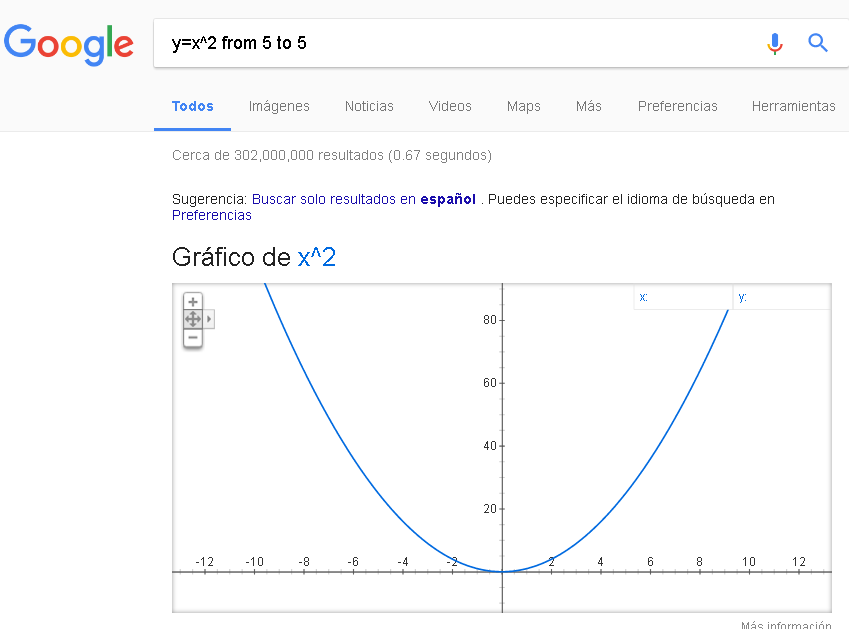 Google
y=x^2 from 5 to 5
Todos Imágenes Noticias Videos Maps Más Preferencias Herramientas
Cerca de 302,000,000 resultados (0.67 segundos)
Sugerencia: Buscar solo resultados en español . Puedes especificar el idioma de búsqueda en
Preferencias
Gráfico de x^2
x: y:
80
60
40
20
-12 -10 -8 -6 -4 -2 2 4 6 8 10 12
Más información